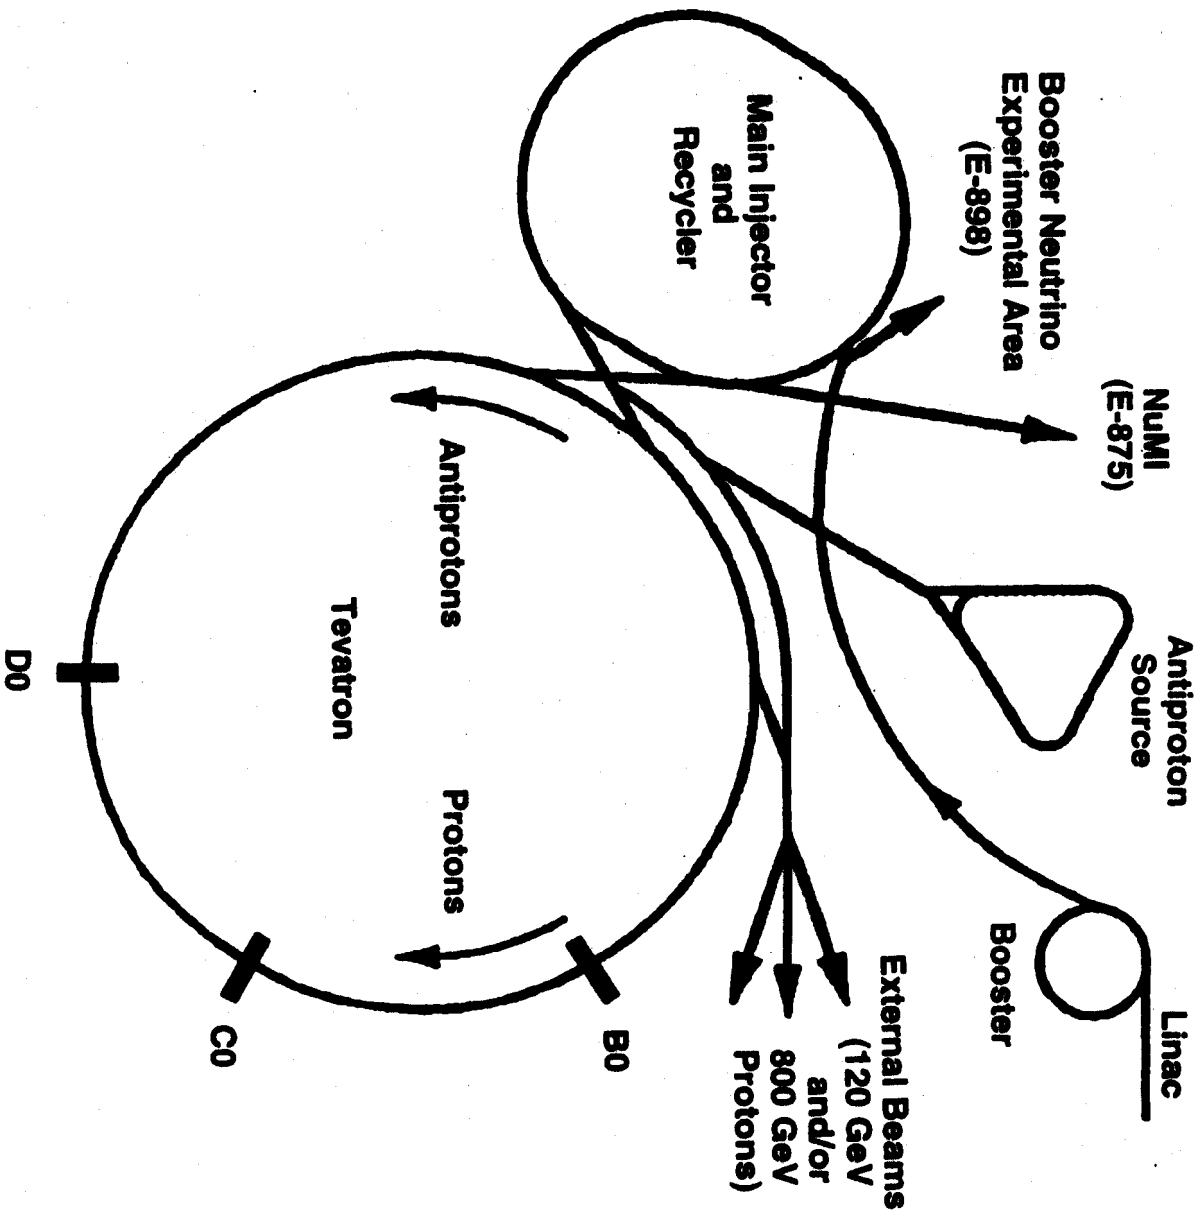 Linac
Booster
Antiproton
Source
NuMI
(E-875)
Booster Neutrino
Experimental Area
(E-898)
Main Injector
and
Recycler
External Beams
(120 GeV
and/or
800 GeV
Protons)
B0
Antiprotons
Protons
Tevatron
C0
D0